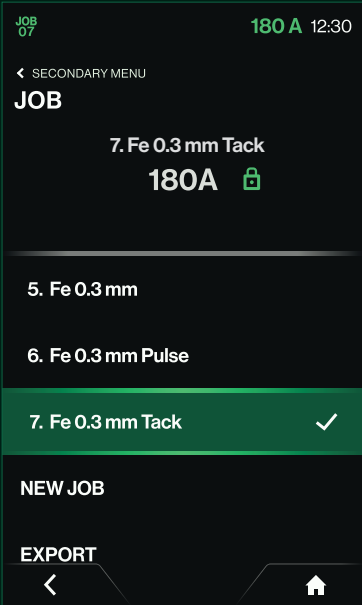 JOB
07
180 A 12:30
SECONDARY MENU
JOB
7. Fe 0.3 mm Tack
180A
5. Fe 0.3 mm
6. Fe 0.3 mm Pulse
7. Fe 0.3 mm Tack
NEW JOB
EXPORT